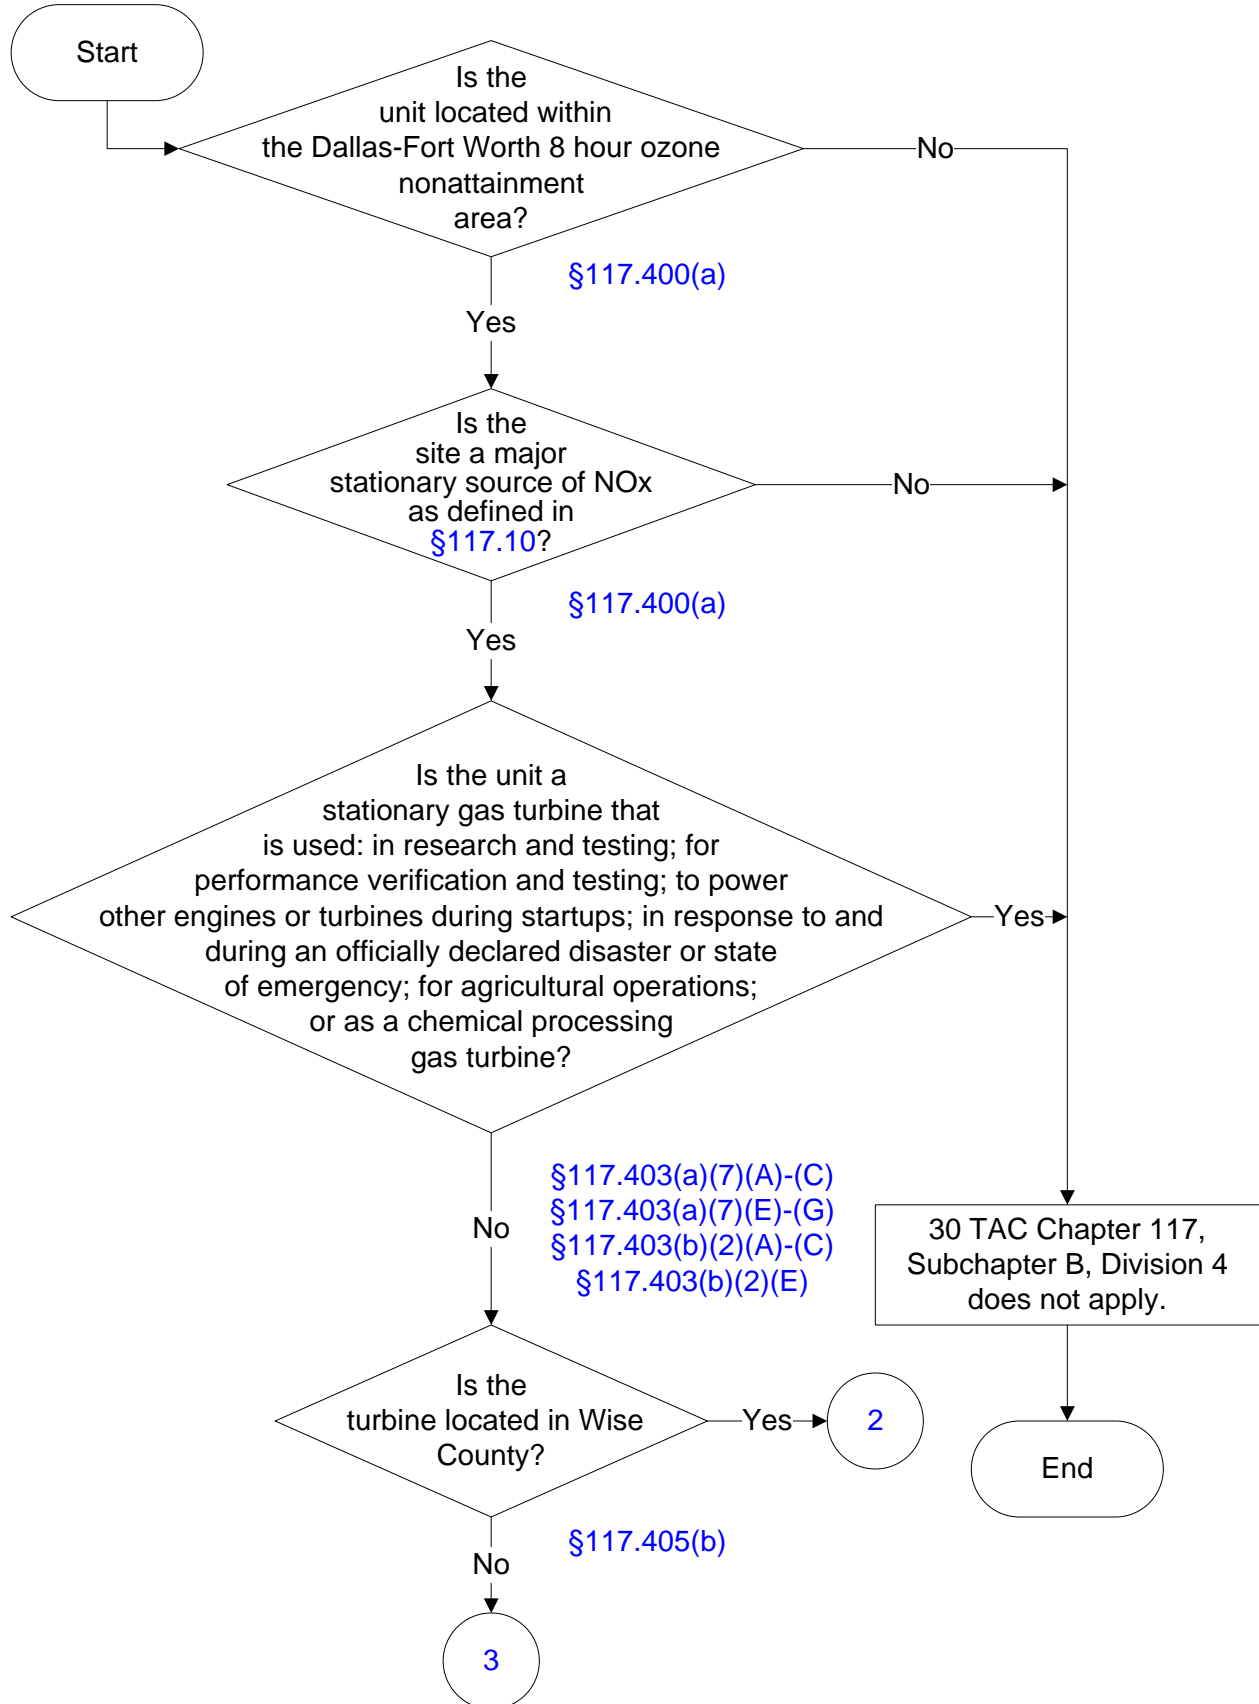 Start
Is the
unit located within
the Dallas-Fort Worth 8 hour ozone
nonattainment
area?
No
§117.400(a)
Yes
Is the
site a major
stationary source of NOx
as defined in
§117.10?
No
§117.400(a)
Yes
Is the unit a
stationary gas turbine that
is used: in research and testing; for
performance verification and testing; to power
other engines or turbines during startups; in response to and
during an officially declared disaster or state
of emergency; for agricultural operations;
or as a chemical processing
gas turbine?
Yes
No
§117.403(a)(7)(A)-(C)
§117.403(a)(7)(E)-(G)
§117.403(b)(2)(A)-(C)
§117.403(b)(2)(E)
30 TAC Chapter 117,
Subchapter B, Division 4
does not apply.
Is the
turbine located in Wise
County?
Yes
2
End
§117.405(b)
No
3